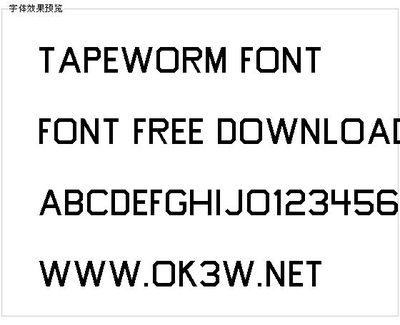 字体效果预览
TAPEWORM FONT
FONT FREE DOWNLOAD
ABCDEFGHIJ0123456
WWW.OK3W.NET